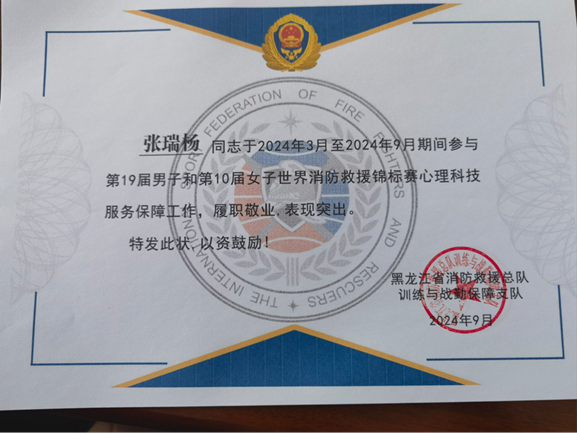 张瑞杨 同志于2024年3月至2024年9月期间参与
第19届男子和第10届女子世界消防救援锦标赛心理科技
服务保障工作，履职敬业,表现突出。
特发此状,以资鼓励！
THE INTERNATIONAL SPORT FEDERATION OF FIRE FIGHTERS AND RESCUERS
黑龙江省消防救援总队
训练与战勤保障支队
2024年9月